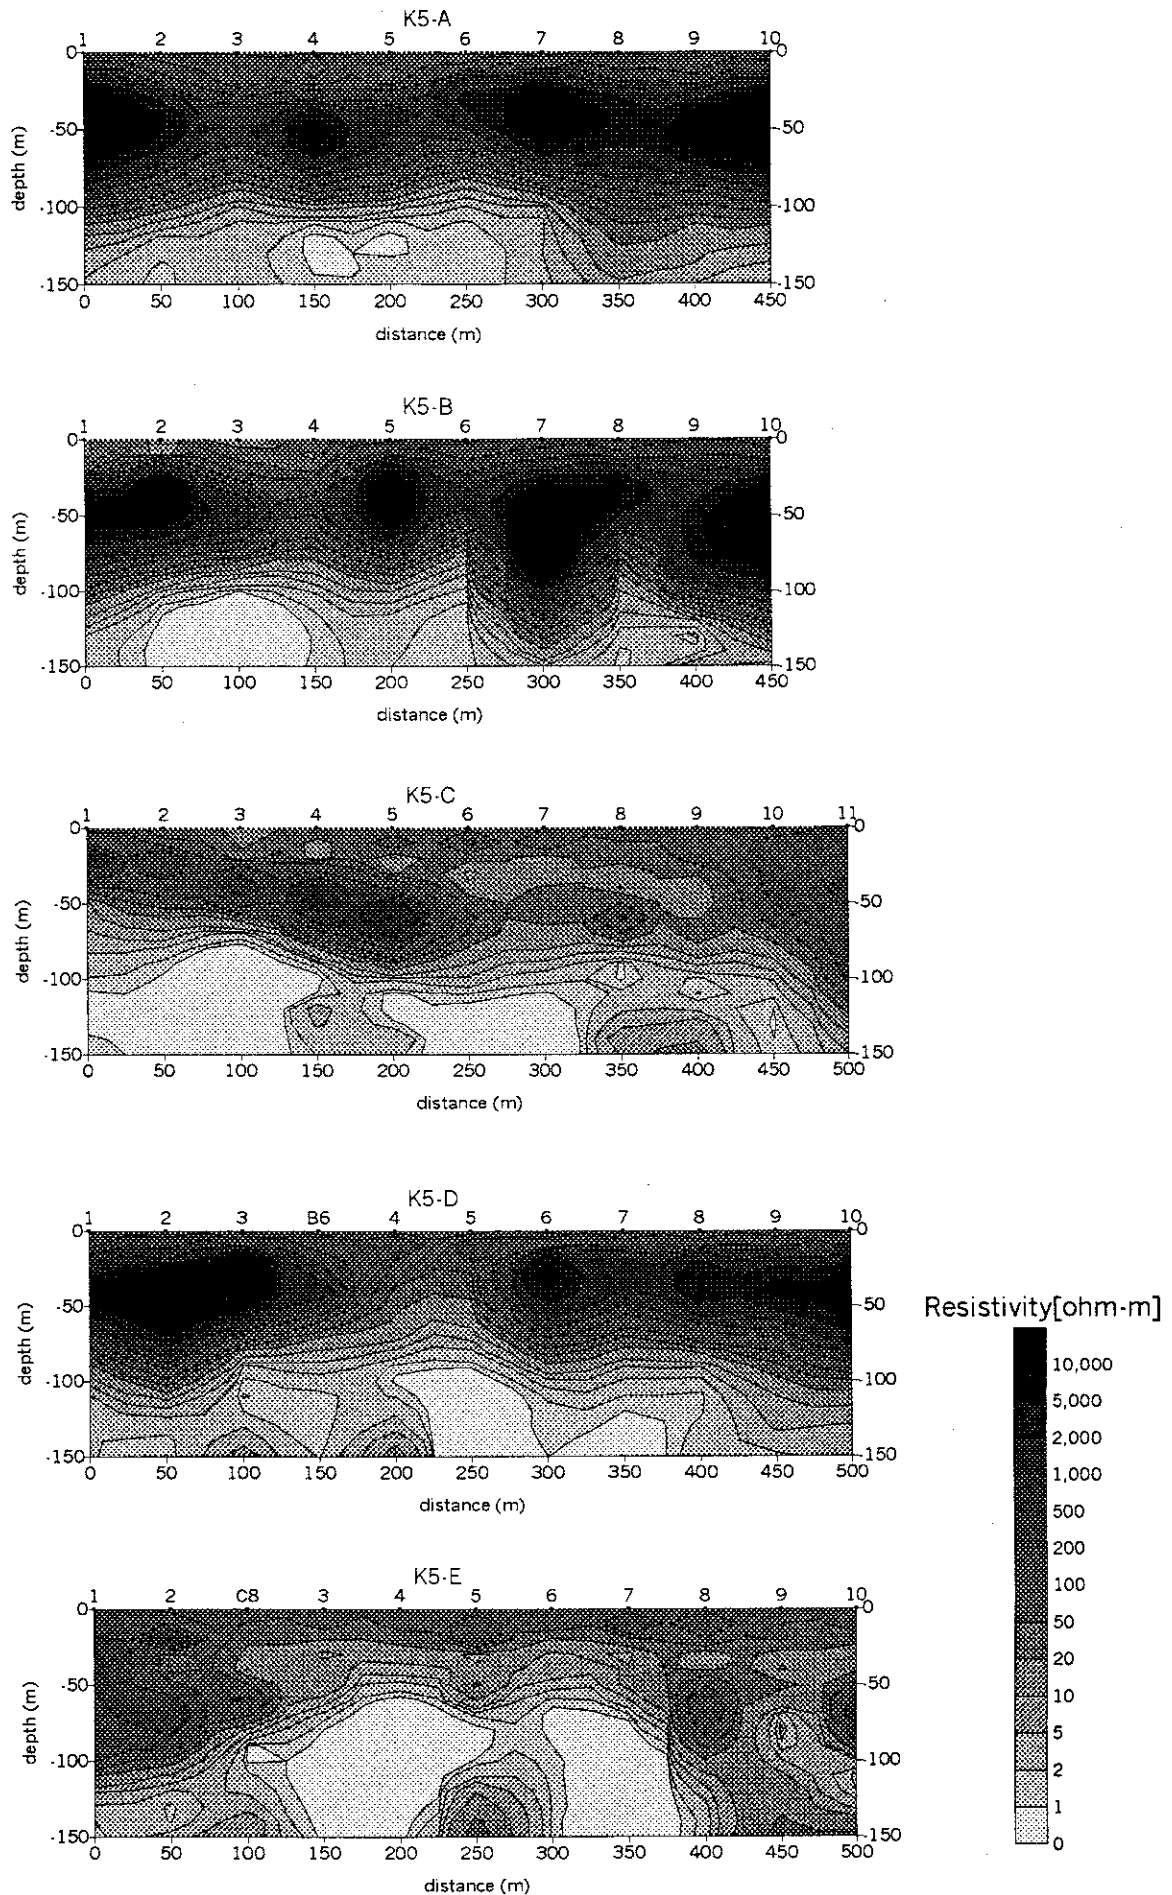 K5-A
1 2 3 4 5 6 7 8 9 10
0 0
-50 -50
-100 -100
-150 -150
depth (m)
0 50 100 150 200 250 300 350 400 450
distance (m)
K5-B
1 2 3 4 5 6 7 8 9 10
0 0
-50 -50
-100 -100
-150 -150
depth (m)
0 50 100 150 200 250 300 350 400 450
distance (m)
K5-C
1 2 3 4 5 6 7 8 9 10 11
0 0
-50 -50
-100 -100
-150 -150
depth (m)
0 50 100 150 200 250 300 350 400 450 500
distance (m)
K5-D
1 2 3 B6 4 5 6 7 8 9 10
0 0
-50 -50
-100 -100
-150 -150
depth (m)
0 50 100 150 200 250 300 350 400 450 500
distance (m)
K5-E
1 2 C8 3 4 5 6 7 8 9 10
0 0
-50 -50
-100 -100
-150 -150
depth (m)
0 50 100 150 200 250 300 350 400 450 500
distance (m)
Resistivity[ohm-m]
10,000
5,000
2,000
1,000
500
200
100
50
20
10
5
2
1
0